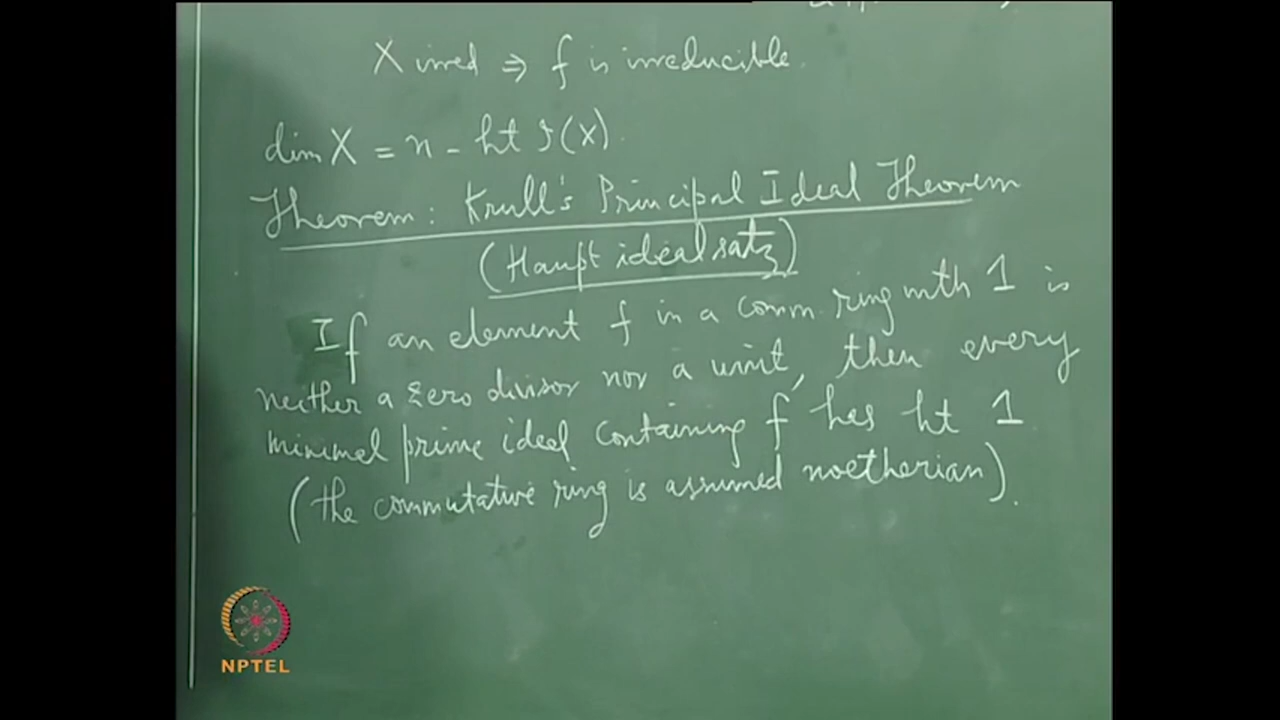 X irred ⇒ f is irreducible.
dim X = n - ht I(X).
Theorem: Krull's Principal Ideal Theorem
(Hauptidealsatz)
If an element f in a comm. ring with 1 is
neither a zero divisor nor a unit, then every
minimal prime ideal containing f has ht 1
(the commutative ring is assumed noetherian).
NPTEL